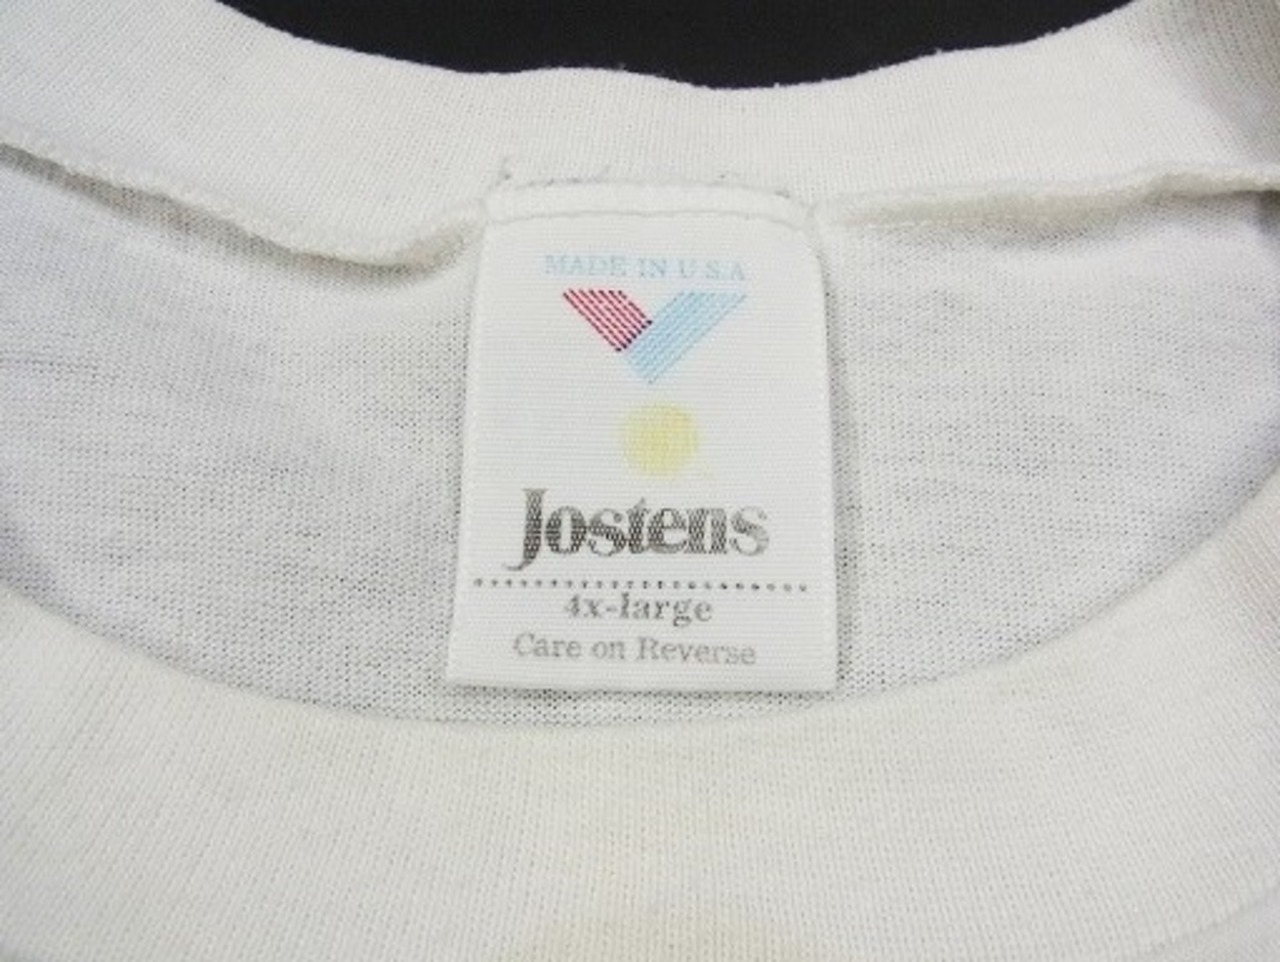 MADE IN U.S.A
Jostens
4x-large
Care on Reverse